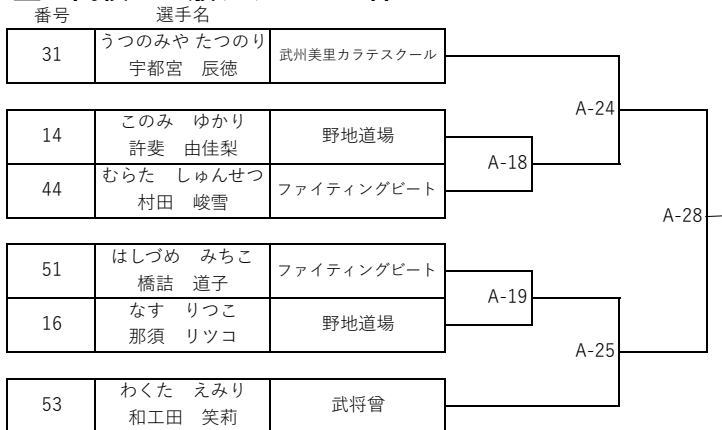 番号 選手名
31 うつのみや たつのり 武州美里カラテスクール
宇都宮 辰徳
A-24
14 このみ ゆかり 野地道場
許斐 由佳梨
A-18
44 むらた しゅんせつ ファイティングビート
村田 峻雪
A-28
51 はしづめ みちこ ファイティングビート
橋詰 道子
A-19
16 なす りつこ 野地道場
那須 リツコ
A-25
53 わくた えみり 武将曾
和工田 笑莉